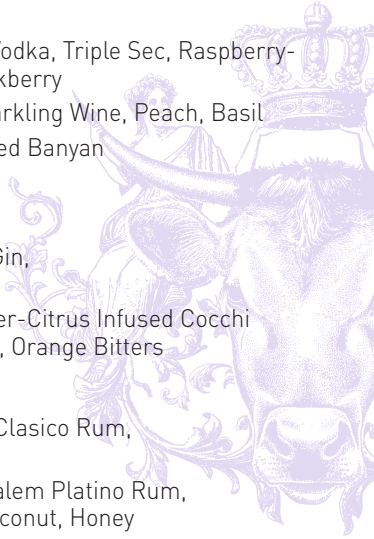 Vodka, Triple Sec, Raspberry-
kberry
rkling Wine, Peach, Basil
ed Banyan
Gin,
er-Citrus Infused Cocchi
, Orange Bitters
Clasico Rum,
alem Platino Rum,
conut, Honey